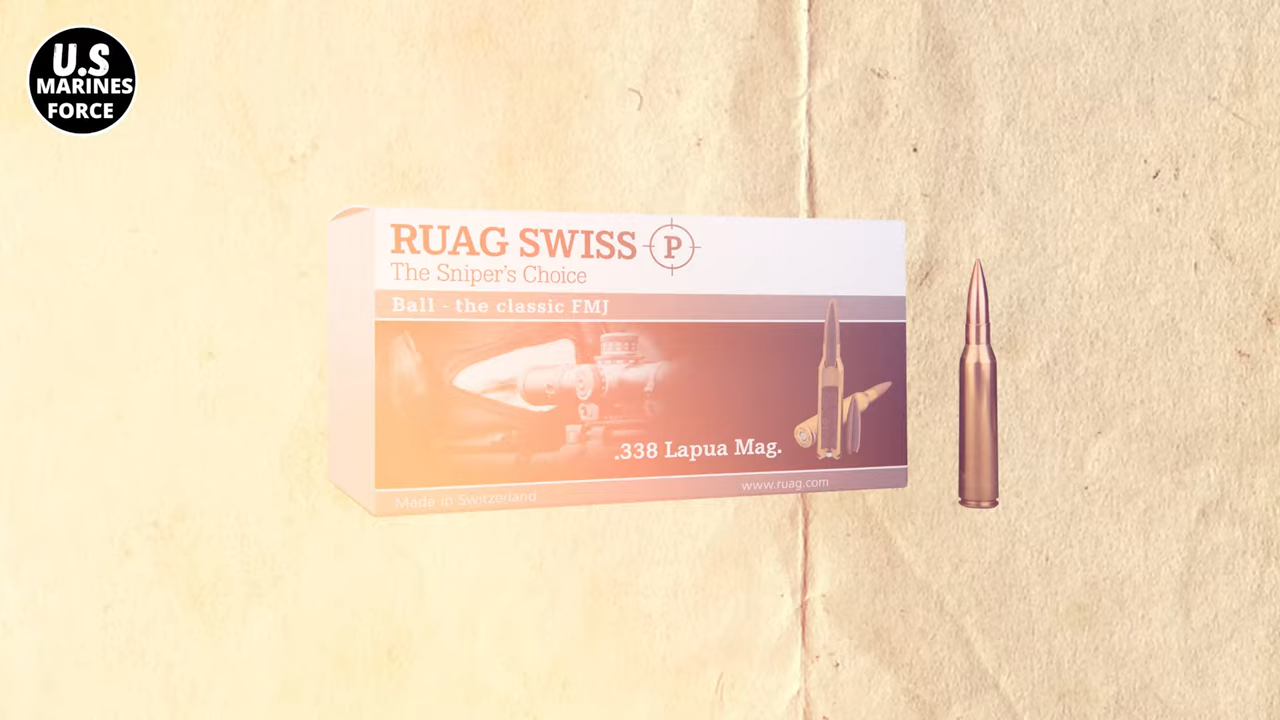 U.S
MARINES
FORCE
RUAG SWISS P
The Sniper's Choice
Ball - the classic FMJ
.338 Lapua Mag.
Made in Switzerland
www.ruag.com